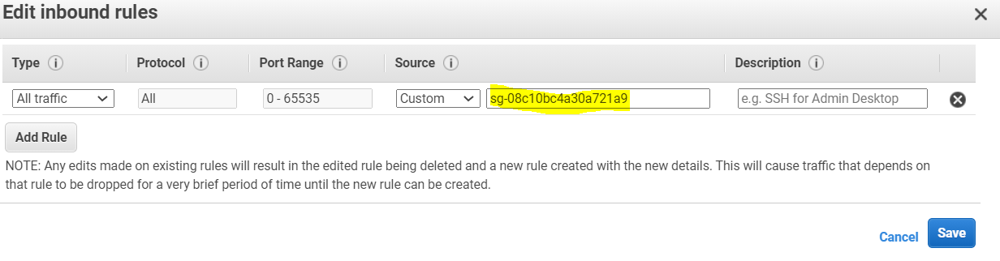 Edit inbound rules
Type Protocol Port Range Source Description
All traffic All 0 - 65535 Custom sg-08c10bc4a30a721a9 e.g. SSH for Admin Desktop
Add Rule
NOTE: Any edits made on existing rules will result in the edited rule being deleted and a new rule created with the new details. This will cause traffic that depends on
that rule to be dropped for a very brief period of time until the new rule can be created.
Cancel Save